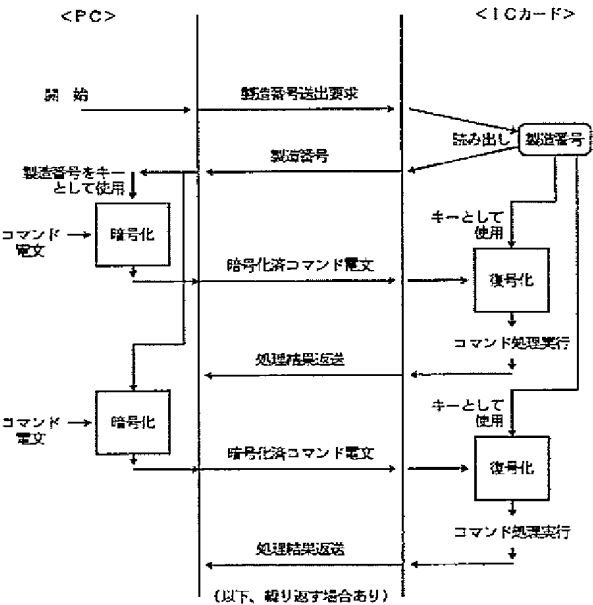 ＜ＰＣ＞
＜ＩＣカード＞
開　始
製造番号送出要求
読み出し
製造番号
製造番号
製造番号をキー
として使用
コマンド
電文
暗号化
キーとして
使用
暗号化済コマンド電文
復号化
コマンド処理実行
処理結果返送
コマンド
電文
暗号化
キーとして
使用
暗号化済コマンド電文
復号化
コマンド処理実行
処理結果返送
（以下、繰り返す場合あり）